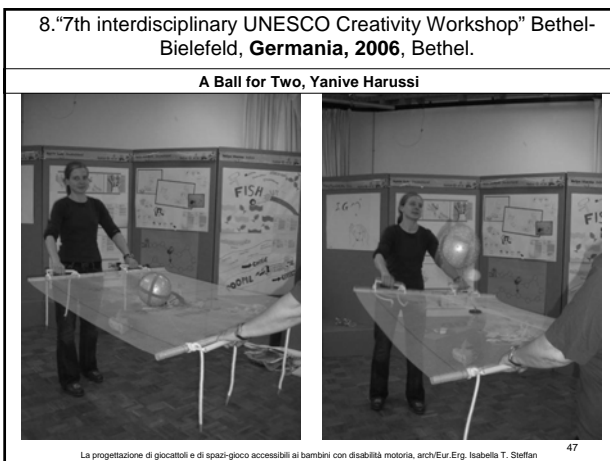 8.“7th interdisciplinary UNESCO Creativity Workshop” Bethel-
Bielefeld, Germania, 2006, Bethel.
A Ball for Two, Yanive Harussi
FISH
FISH
La progettazione di giocattoli e di spazi-gioco accessibili ai bambini con disabilità motoria, arch/Eur.Erg. Isabella T. Steffan
47